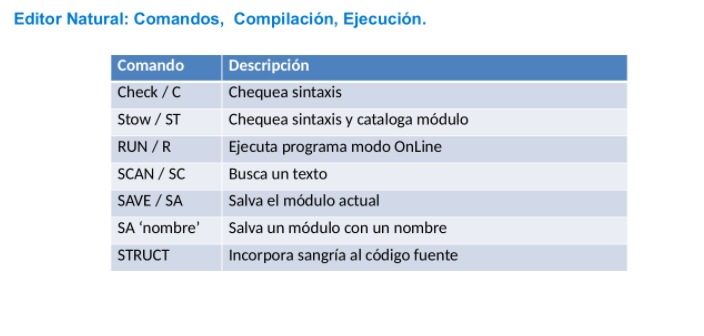 Editor Natural: Comandos, Compilación, Ejecución.
Comando Descripción
Check / C Chequea sintaxis
Stow / ST Chequea sintaxis y cataloga módulo
RUN / R Ejecuta programa modo OnLine
SCAN / SC Busca un texto
SAVE / SA Salva el módulo actual
SA ‘nombre’ Salva un módulo con un nombre
STRUCT Incorpora sangría al código fuente